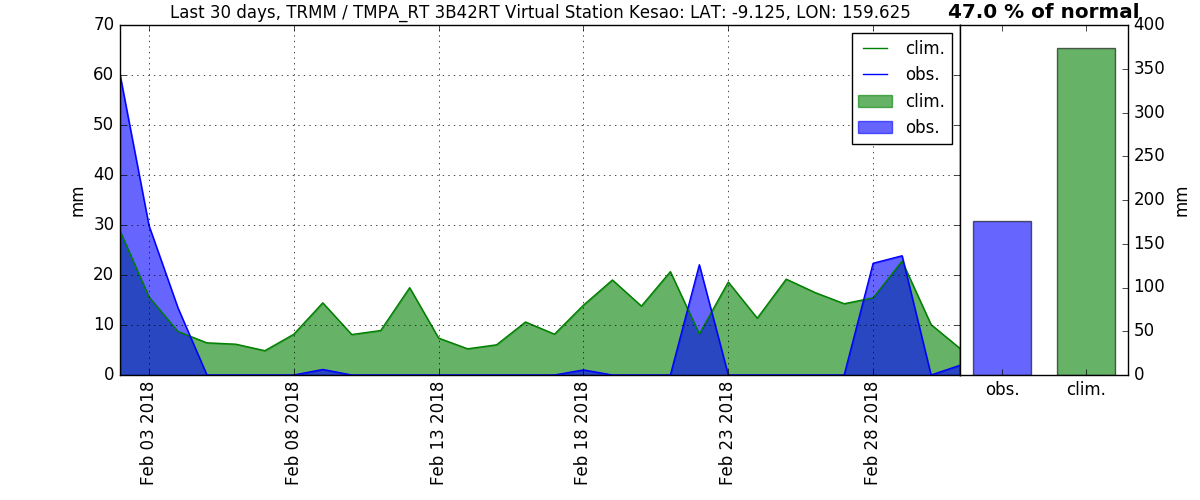 Last 30 days, TRMM / TMPA_RT 3B42RT Virtual Station Kesao: LAT: -9.125, LON: 159.625
47.0 % of normal
70
60
50
40
30
20
10
0
mm
clim.
obs.
clim.
obs.
Feb 03 2018
Feb 08 2018
Feb 13 2018
Feb 18 2018
Feb 23 2018
Feb 28 2018
400
350
300
250
200
150
100
50
0
mm
obs.
clim.